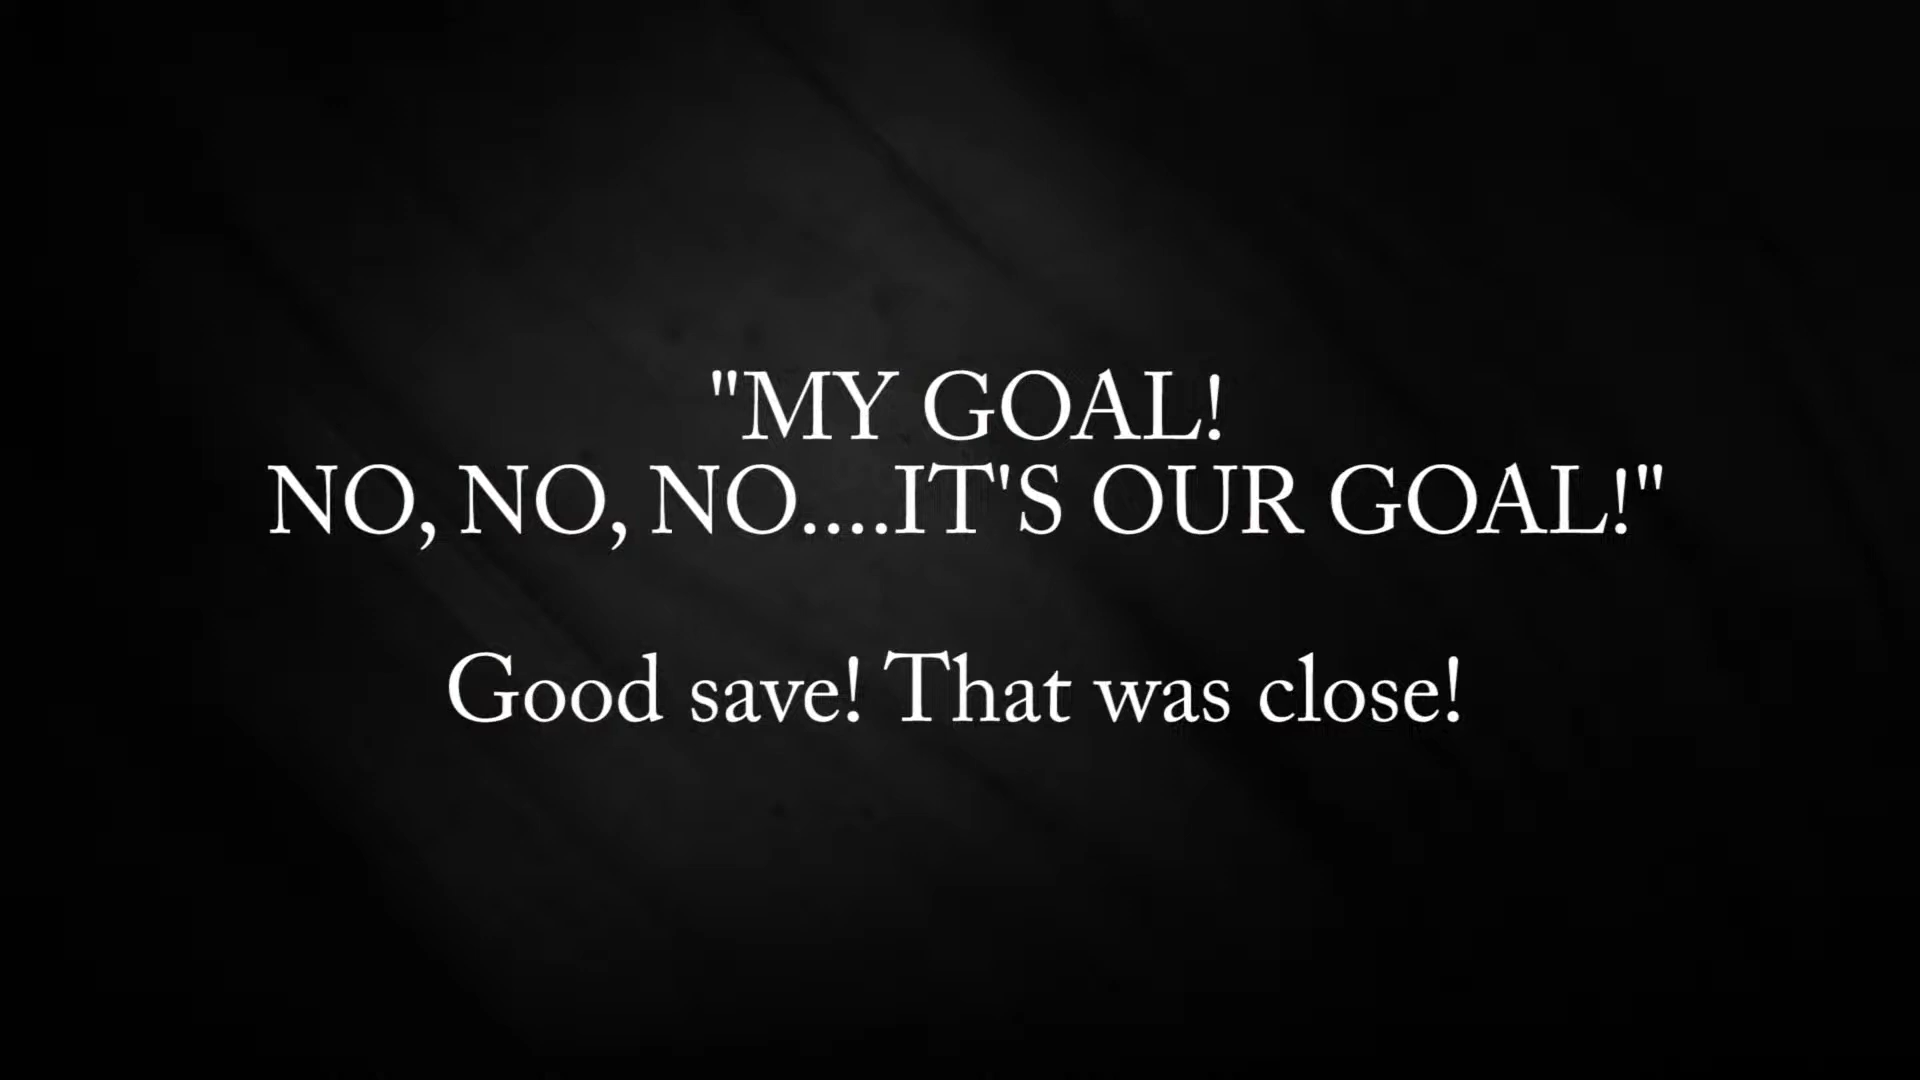 "MY GOAL!
NO, NO, NO....IT'S OUR GOAL!"
Good save! That was close!